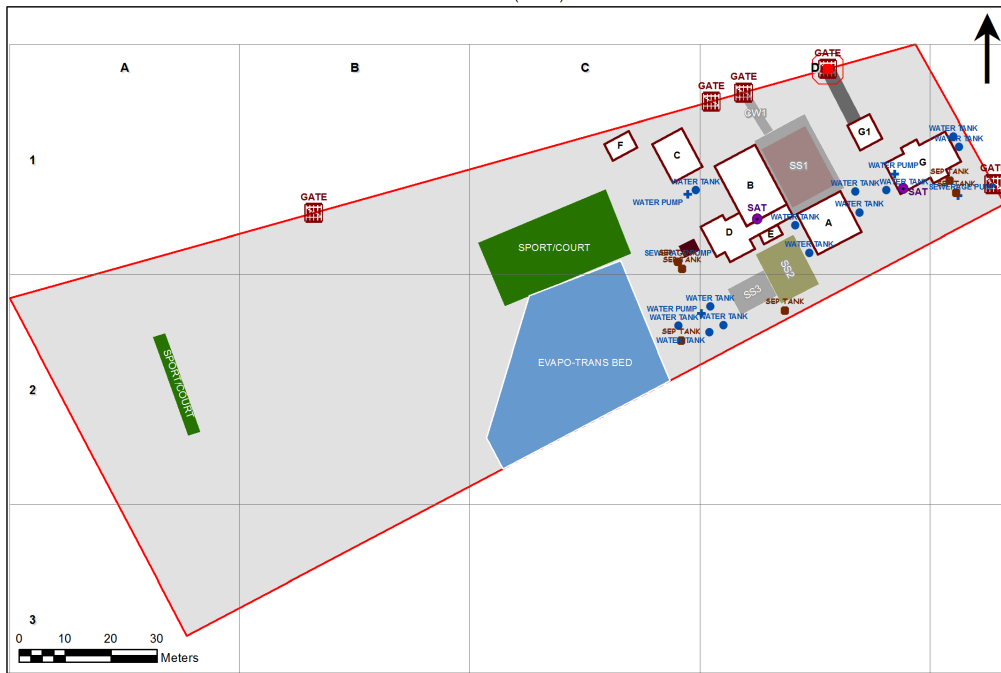 A
B
C
D
GATE
GATE
GATE
CW1
G1
WATER TANK
WATER TANK
F
1
C
SS1
G
WATER PUMP
GATE
SEP TANK
B
WATER TANK
WATER TANK
WATER TANK
SEWERAGE PUMP
SAT
WATER PUMP
GATE
SAT
WATER TANK
A
D
E
SPORT/COURT
WATER TANK
SEP TANK
SS2
SS3
WATER TANK
SEP TANK
WATER PUMP
WATER TANK
WATER TANK
SEP TANK
WATER TANK
EVAPO-TRANS BED
SPORT/COURT
2
3
0 10 20 30
Meters